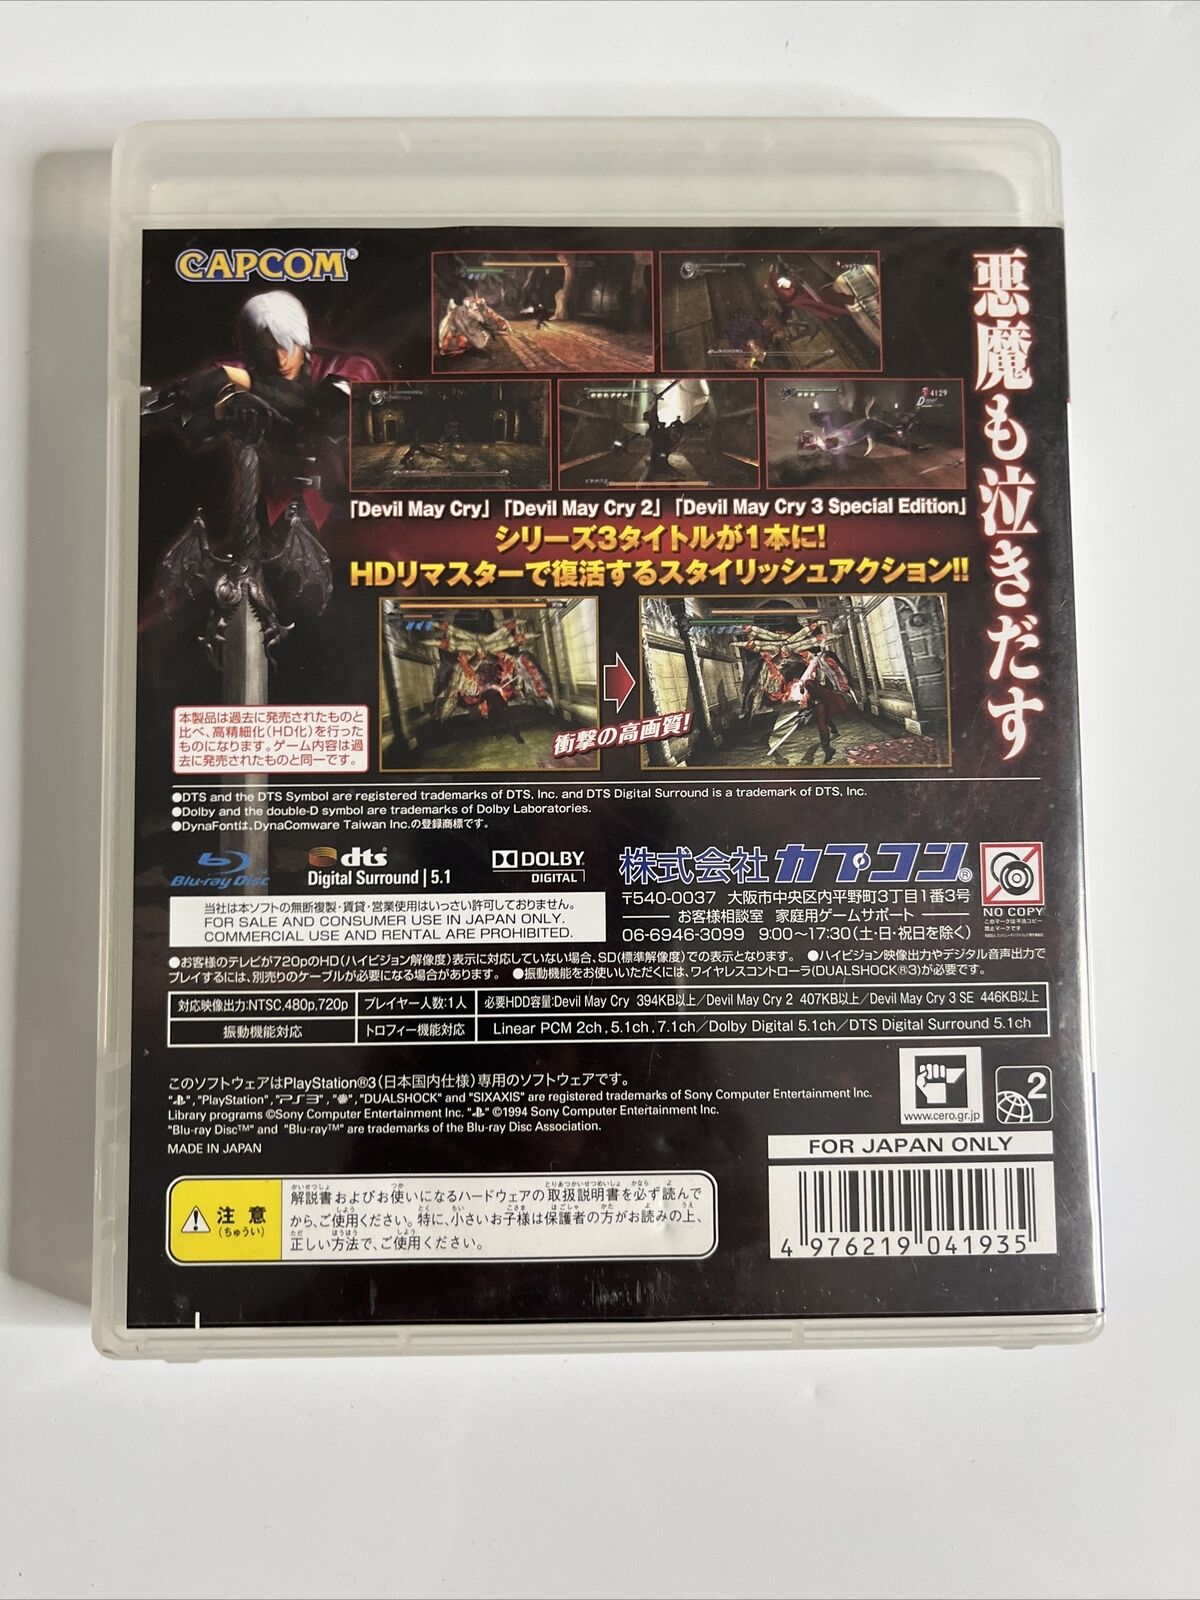 CAPCOM®
悪魔も泣きだす
「Devil May Cry」「Devil May Cry 2」「Devil May Cry 3 Special Edition」
シリーズ3タイトルが1本に!
HDリマスターで復活するスタイリッシュアクション!!
衝撃の高画質!
本製品は過去に発売されたものと
比べ、高精細化(HD化)を行った
ものになります。ゲーム内容は過
去に発売されたものと同一です。
●DTS and the DTS Symbol are registered trademarks of DTS, Inc. and DTS Digital Surround is a trademark of DTS, Inc.
●Dolby and the double-D symbol are trademarks of Dolby Laboratories.
●DynaFontは、DynaComware Taiwan Inc.の登録商標です。
Blu-ray Disc
dts
Digital Surround | 5.1
DOLBY
DIGITAL
株式会社カプコン®
〒540-0037 大阪市中央区内平野町3丁目1番3号
お客様相談室 家庭用ゲームサポート
06-6946-3099 9:00〜17:30(土・日・祝日を除く)
NO COPY
このマークは不法コピー
禁止マークです
当社は本ソフトの無断複製・賃貸・営業使用はいっさい許可しておりません。
FOR SALE AND CONSUMER USE IN JAPAN ONLY.
COMMERCIAL USE AND RENTAL ARE PROHIBITED.
●お客様のテレビが720pのHD(ハイビジョン解像度)表示に対応していない場合、SD(標準解像度)での表示となります。 ●ハイビジョン映像出力やデジタル音声出力で
プレイするには、別売りのケーブルが必要になる場合があります。 ●振動機能をお使いいただくには、ワイヤレスコントローラ(DUALSHOCK®3)が必要です。
対応映像出力:NTSC,480p,720p プレイヤー人数:1人 必要HDD容量:Devil May Cry 394KB以上/Devil May Cry 2 407KB以上/Devil May Cry 3 SE 446KB以上
振動機能対応 トロフィー機能対応 Linear PCM 2ch, 5.1ch, 7.1ch/Dolby Digital 5.1ch/DTS Digital Surround 5.1ch
このソフトウェアはPlayStation®3(日本国内仕様)専用のソフトウェアです。
" ", "PlayStation", "PS3", " ", "DUALSHOCK" and "SIXAXIS" are registered trademarks of Sony Computer Entertainment Inc.
Library programs ©Sony Computer Entertainment Inc. " " ©1994 Sony Computer Entertainment Inc.
"Blu-ray Disc™" and "Blu-ray™" are trademarks of the Blu-ray Disc Association.
MADE IN JAPAN
www.cero.gr.jp
2
FOR JAPAN ONLY
4 976219 041935
注意
(ちゅうい)
解説書およびお使いになるハードウェアの取扱説明書を必ず読んで
から、ご使用ください。特に、小さいお子様は保護者の方がお読みの上、
正しい方法で、ご使用ください。